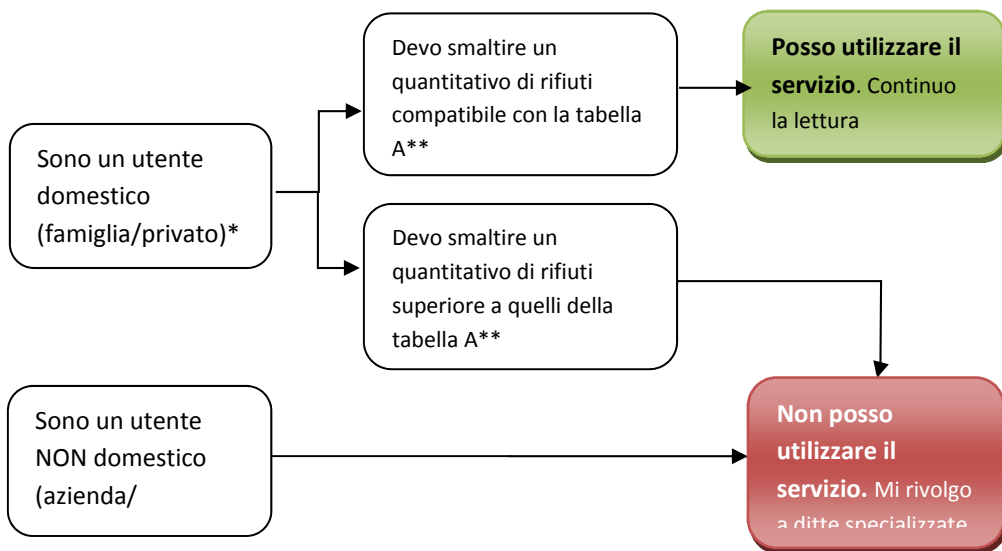 Devo smaltire un
quantitativo di rifiuti
compatibile con la tabella
A**
Posso utilizzare il
servizio. Continuo
la lettura
Sono un utente
domestico
(famiglia/privato)*
Devo smaltire un
quantitativo di rifiuti
superiore a quelli della
tabella A**
Sono un utente
NON domestico
(azienda/
Non posso
utilizzare il
servizio. Mi rivolgo
a ditte specializzate